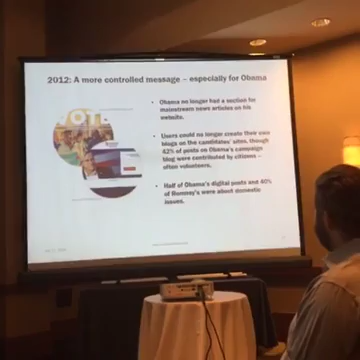 2012: A more controlled message – especially for Obama
VOT
• Obama no longer had a section for
mainstream news articles on his
website.
• Users could no longer create their own
blogs on the candidates' sites, though
42% of posts on Obama's campaign
blog were contributed by citizens –
often volunteers.
• Half of Obama's digital posts and 40%
of Romney's were about domestic
issues.